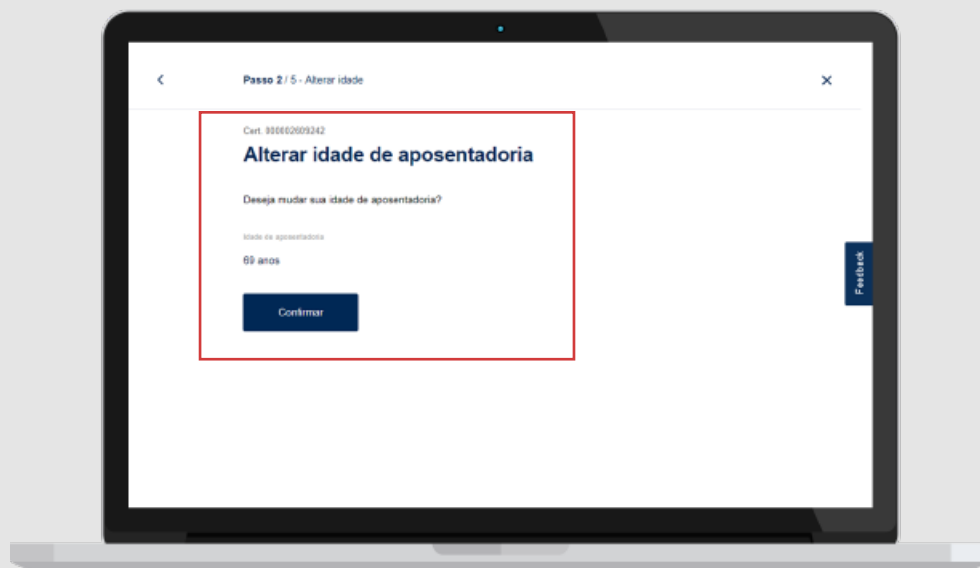 Passo 2 / 5 - Alterar idade
Cert. 000002609242
Alterar idade de aposentadoria
Deseja mudar sua idade de aposentadoria?
Idade de aposentadoria
69 anos
Confirmar
Feedback